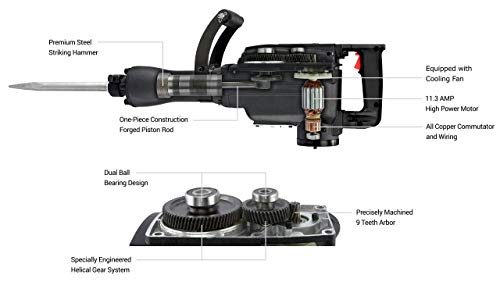 Premium Steel
Striking Hammer
Equipped with
Cooling Fan
11.3 AMP
High Power Motor
One-Piece Construction
Forged Piston Rod
All Copper Commutator
and Wiring
Dual Ball
Bearing Design
Precisely Machined
9 Teeth Arbor
Specially Engineered
Helical Gear System